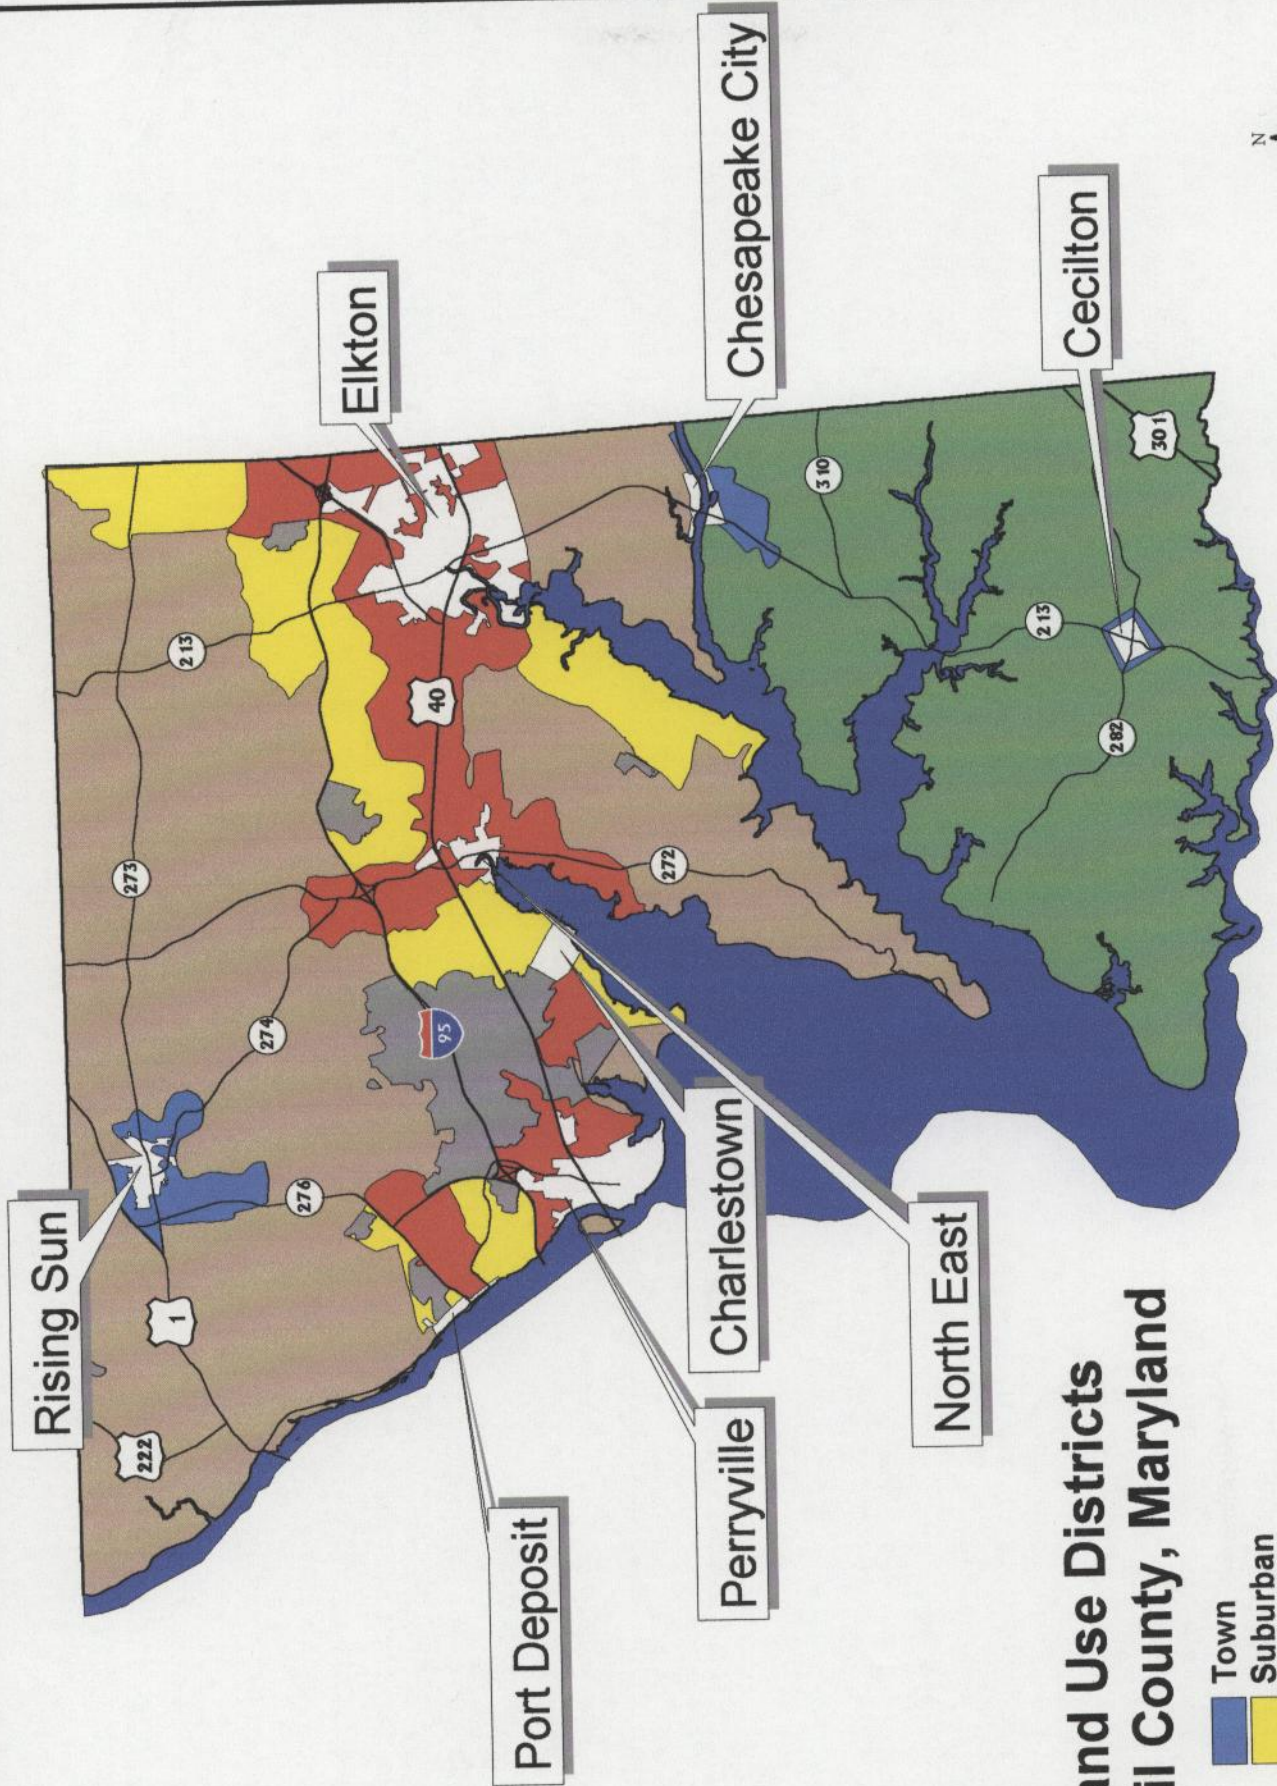 Rising Sun
Elkton
Chesapeake City
Cecilton
Port Deposit
Perryville
Charlestown
North East
222
1
276
274
273
213
95
40
272
310
213
282
301
N
and Use Districts
il County, Maryland
Town
Suburban